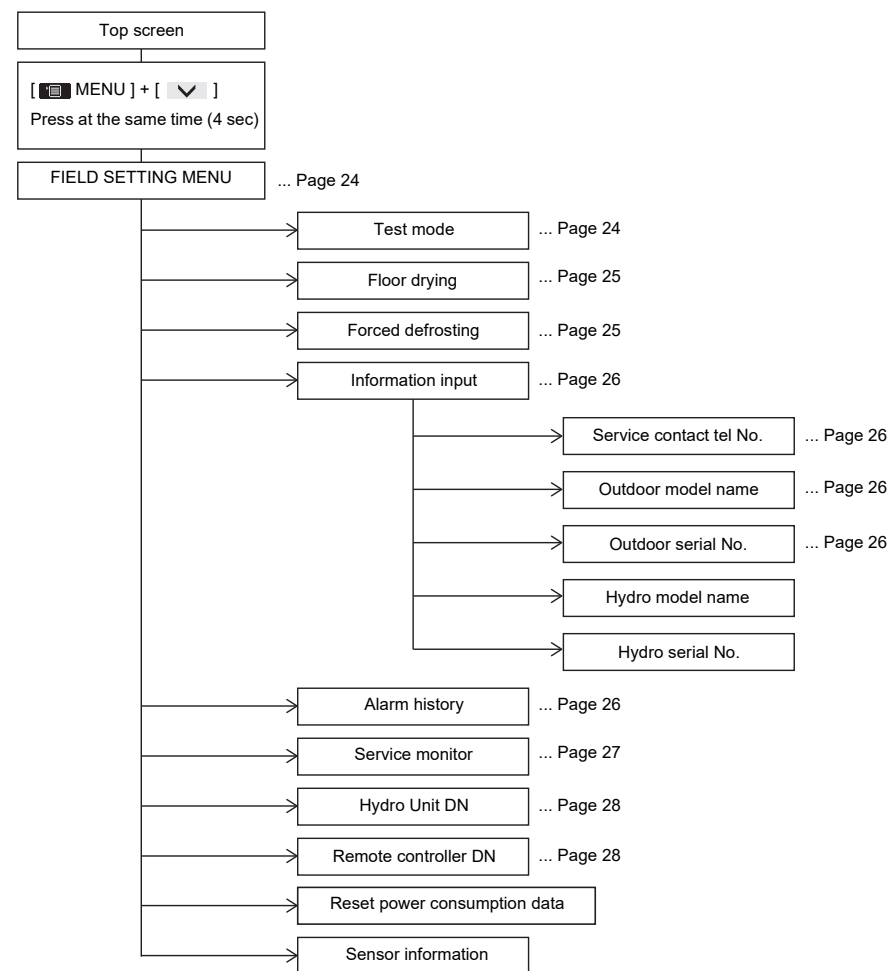 Top screen
[ MENU ] + [ ]
Press at the same time (4 sec)
FIELD SETTING MENU ... Page 24
Test mode ... Page 24
Floor drying ... Page 25
Forced defrosting ... Page 25
Information input ... Page 26
Service contact tel No. ... Page 26
Outdoor model name ... Page 26
Outdoor serial No. ... Page 26
Hydro model name
Hydro serial No.
Alarm history ... Page 26
Service monitor ... Page 27
Hydro Unit DN ... Page 28
Remote controller DN ... Page 28
Reset power consumption data
Sensor information